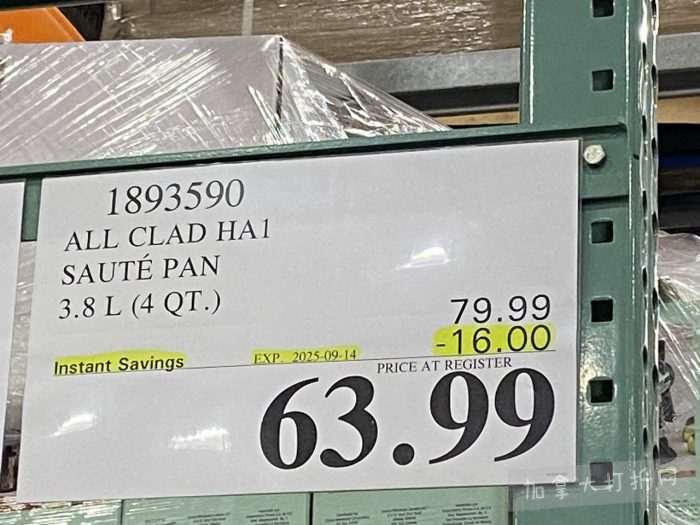 1893590
ALL CLAD HA1
SAUTÉ PAN
3.8 L (4 QT.)
79.99
-16.00
Instant Savings EXP. 2025-09-14
PRICE AT REGISTER
63.99
加拿大打折网